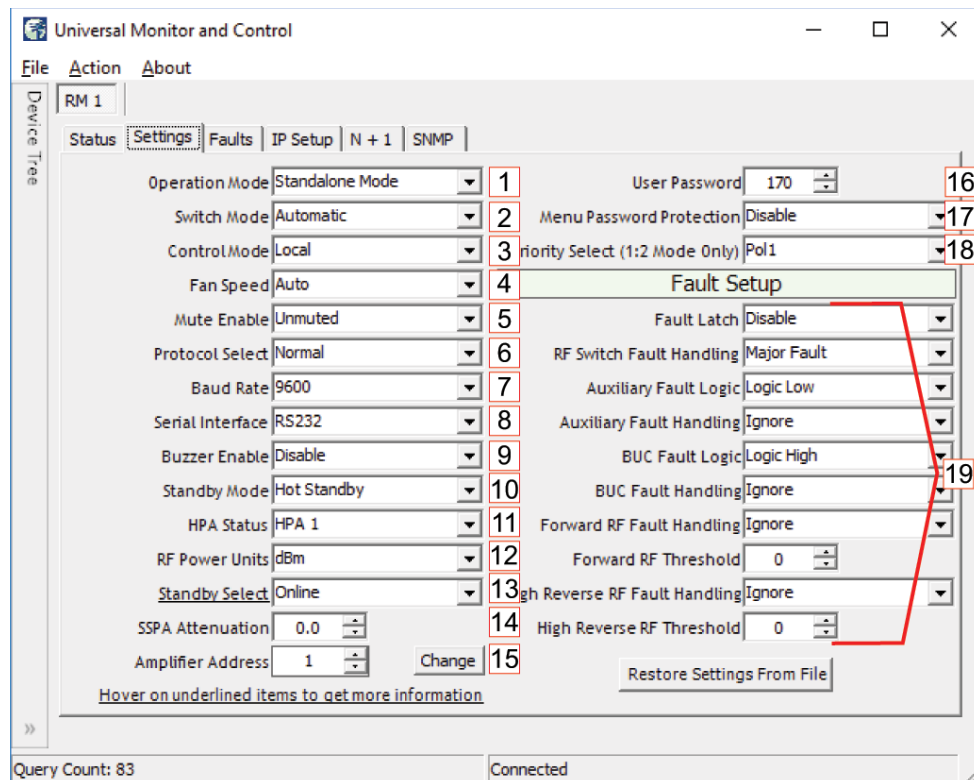 Universal Monitor and Control
File Action About
Device Tree
RM 1
Status Settings Faults IP Setup N + 1 SNMP
Operation Mode Standalone Mode 1
Switch Mode Automatic 2
Control Mode Local 3
Fan Speed Auto 4
Mute Enable Unmuted 5
Protocol Select Normal 6
Baud Rate 9600 7
Serial Interface RS232 8
Buzzer Enable Disable 9
Standby Mode Hot Standby 10
HPA Status HPA 1 11
RF Power Units dBm 12
Standby Select Online 13
SSPA Attenuation 0.0 14
Amplifier Address 1 Change 15
Hover on underlined items to get more information
User Password 170 16
Menu Password Protection Disable 17
riority Select (1:2 Mode Only) Pol1 18
Fault Setup
Fault Latch Disable
RF Switch Fault Handling Major Fault
Auxiliary Fault Logic Logic Low
Auxiliary Fault Handling Ignore
BUC Fault Logic Logic High
19
BUC Fault Handling Ignore
Forward RF Fault Handling Ignore
Forward RF Threshold 0
gh Reverse RF Fault Handling Ignore
High Reverse RF Threshold 0
Restore Settings From File
»
Query Count: 83 Connected